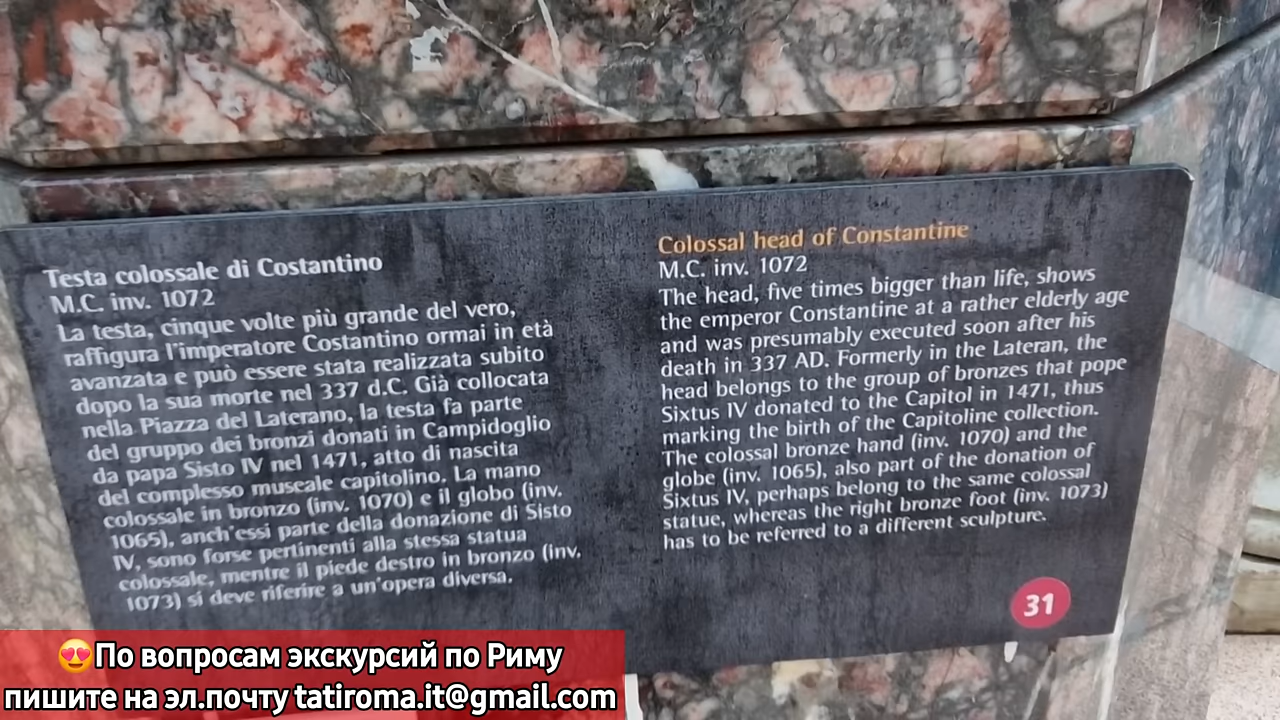 Testa colossale di Costantino
M.C. inv. 1072
La testa, cinque volte più grande del vero,
raffigura l'imperatore Costantino ormai in età
avanzata e può essere stata realizzata subito
dopo la sua morte nel 337 d.C. Già collocata
nella Piazza del Laterano, la testa fa parte
del gruppo dei bronzi donati in Campidoglio
da papa Sisto IV nel 1471, atto di nascita
del complesso museale capitolino. La mano
colossale in bronzo (inv. 1070) e il globo (inv.
1065), anch'essi parte della donazione di Sisto
IV, sono forse pertinenti alla stessa statua
colossale, mentre il piede destro in bronzo (inv.
1073) si deve riferire a un'opera diversa.
Colossal head of Constantine
M.C. inv. 1072
The head, five times bigger than life, shows
the emperor Constantine at a rather elderly age
and was presumably executed soon after his
death in 337 AD. Formerly in the Lateran, the
head belongs to the group of bronzes that pope
Sixtus IV donated to the Capitol in 1471, thus
marking the birth of the Capitoline collection.
The colossal bronze hand (inv. 1070) and the
globe (inv. 1065), also part of the donation of
Sixtus IV, perhaps belong to the same colossal
statue, whereas the right bronze foot (inv. 1073)
has to be referred to a different sculpture.
31
😍По вопросам экскурсий по Риму
пишите на эл.почту tatiroma.it@gmail.com